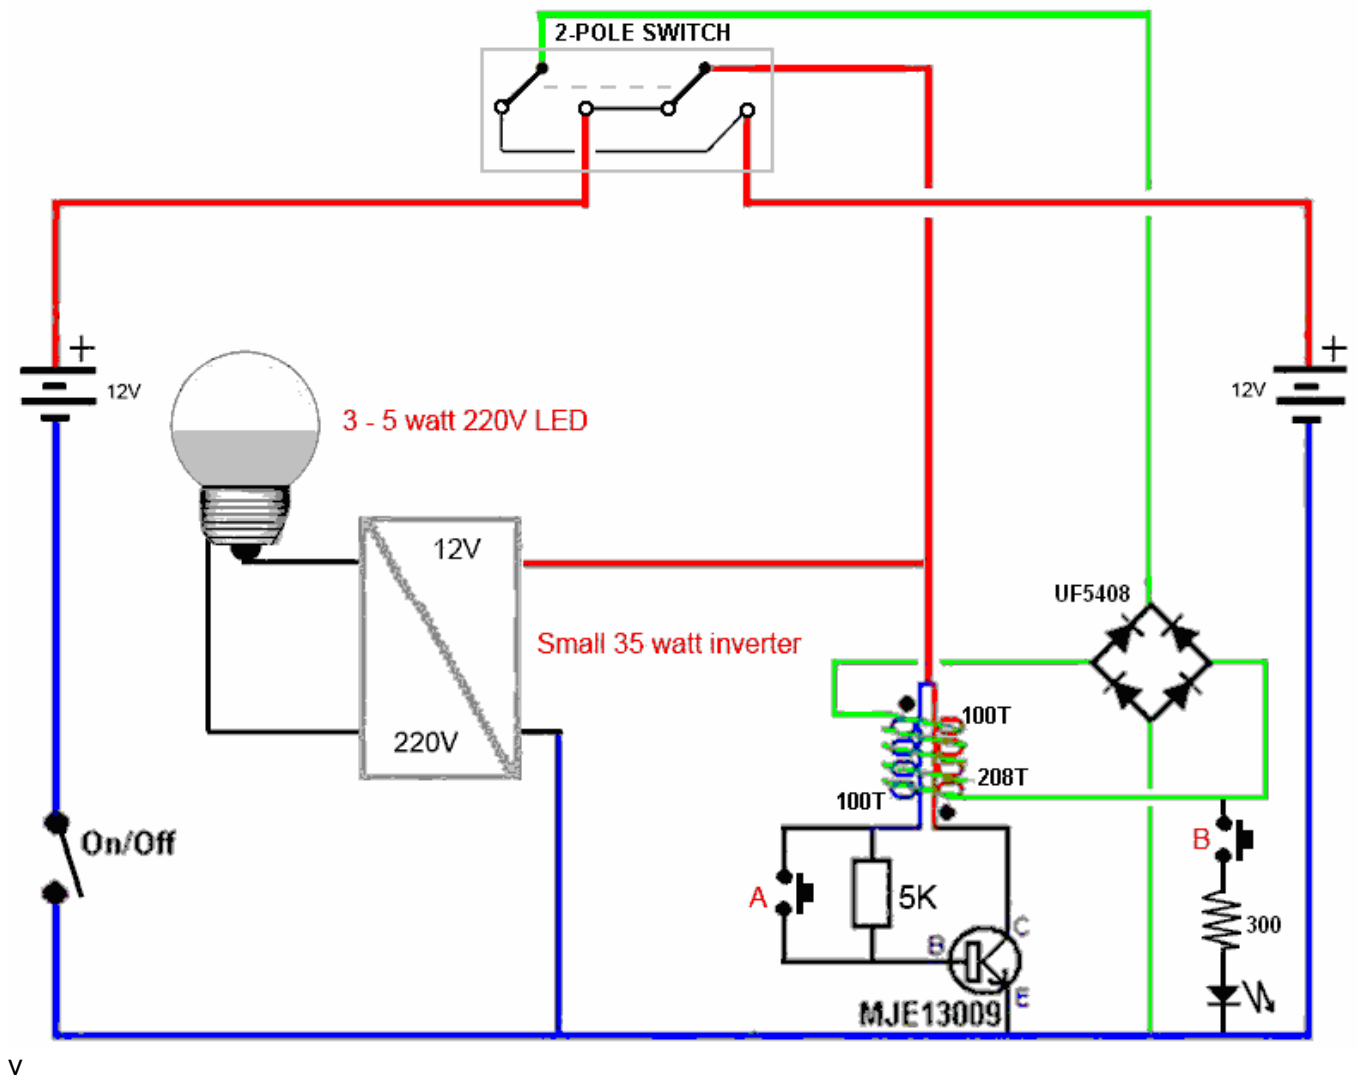 2-POLE SWITCH
+
12V
+
12V
3 - 5 watt 220V LED
12V
Small 35 watt inverter
220V
UF5408
100T
208T
100T
On/Off
A
5K
B
C
E
MJE13009
B
300
v